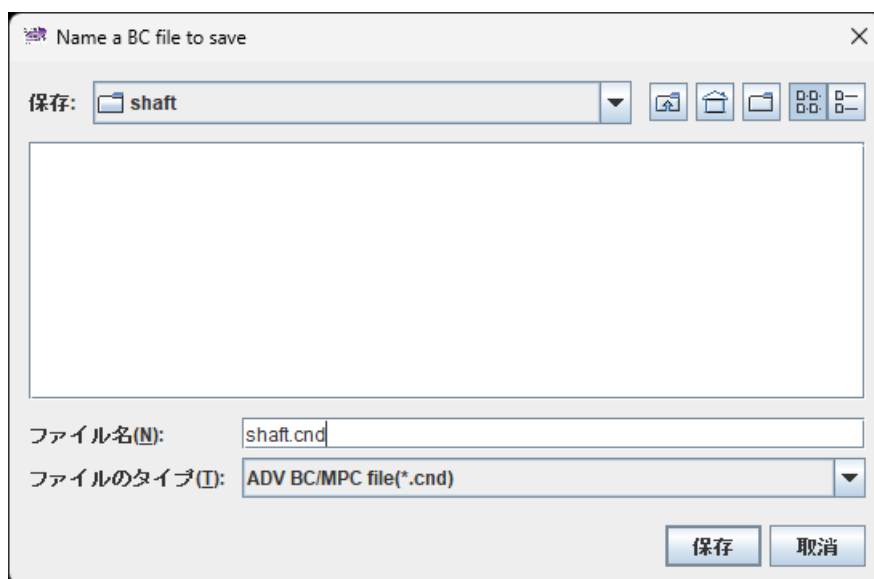 Name a BC file to save
保存: shaft
ファイル名(N): shaft.cnd
ファイルのタイプ(T): ADV BC/MPC file(*.cnd)
保存 取消